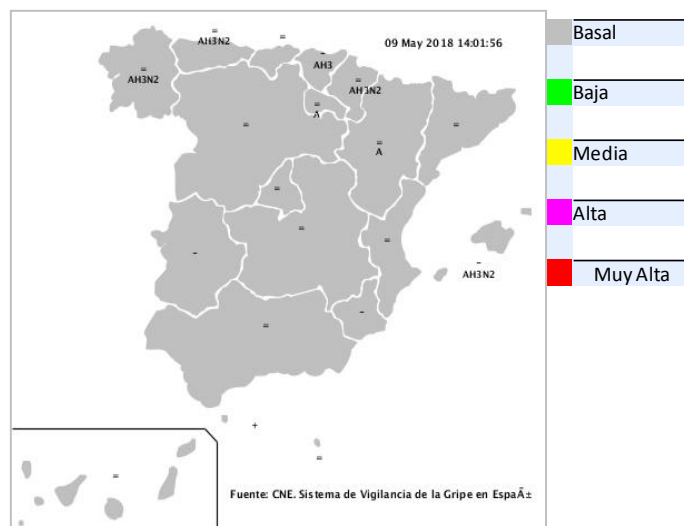 09 May 2018 14:01:56
Basal
Baja
Media
Alta
Muy Alta
=
AH3N2
=
AH3N2
=
–
AH3
=
AH3N2
=
A
=
A
=
=
=
=
–
=
–
AH3N2
–
=
+
=
=
Fuente: CNE. Sistema de Vigilancia de la Gripe en EspaÃ±